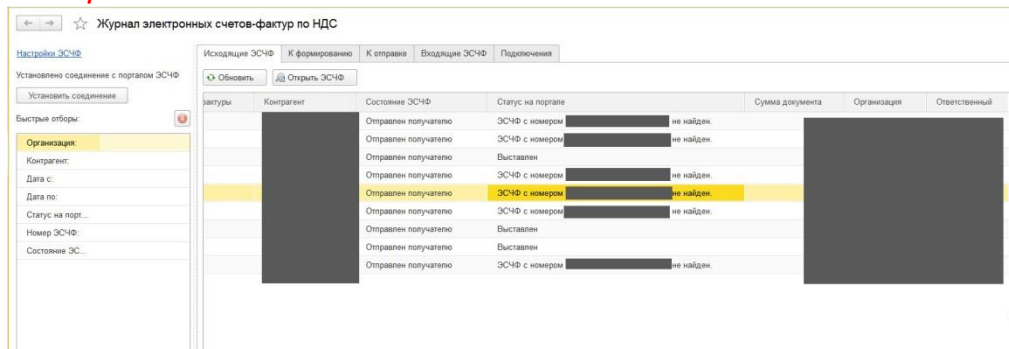 Журнал электронных счетов-фактур по НДС
Настройки ЭСЧФ
Установлено соединение с порталом ЭСЧФ
Установить соединение
Быстрые отборы:
Организация:
Контрагент:
Дата с:
Дата по:
Статус на порт...
Номер ЭСЧФ:
Состояние ЭС...
Исходящие ЭСЧФ К формированию К отправке Входящие ЭСЧФ Подключения
Обновить Открыть ЭСЧФ
Контрагент Состояние ЭСЧФ Статус на портале Сумма документа Организация Ответственный
Отправлен получателю ЭСЧФ с номером не найден.
Отправлен получателю ЭСЧФ с номером не найден.
Отправлен получателю Выставлен
Отправлен получателю ЭСЧФ с номером не найден.
Отправлен получателю ЭСЧФ с номером не найден.
Отправлен получателю ЭСЧФ с номером не найден.
Отправлен получателю Выставлен
Отправлен получателю Выставлен
Отправлен получателю ЭСЧФ с номером не найден.